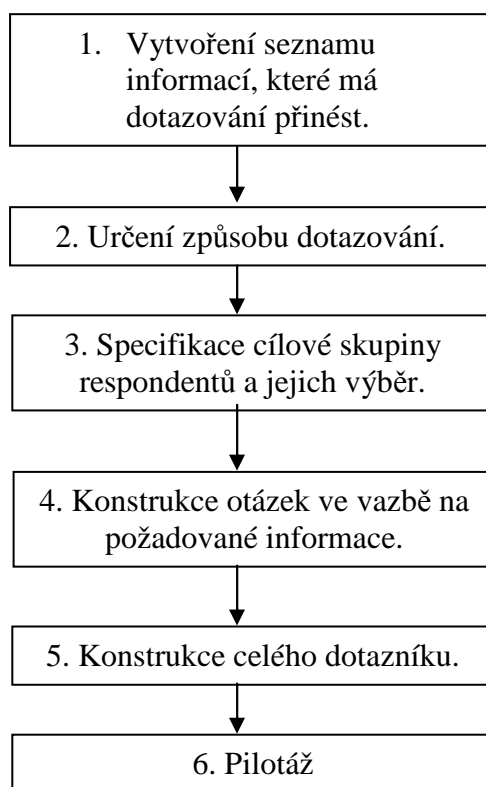 1. Vytvoření seznamu
informací, které má
dotazování přinést.
2. Určení způsobu dotazování.
3. Specifikace cílové skupiny
respondentů a jejich výběr.
4. Konstrukce otázek ve vazbě na
požadované informace.
5. Konstrukce celého dotazníku.
6. Pilotáž